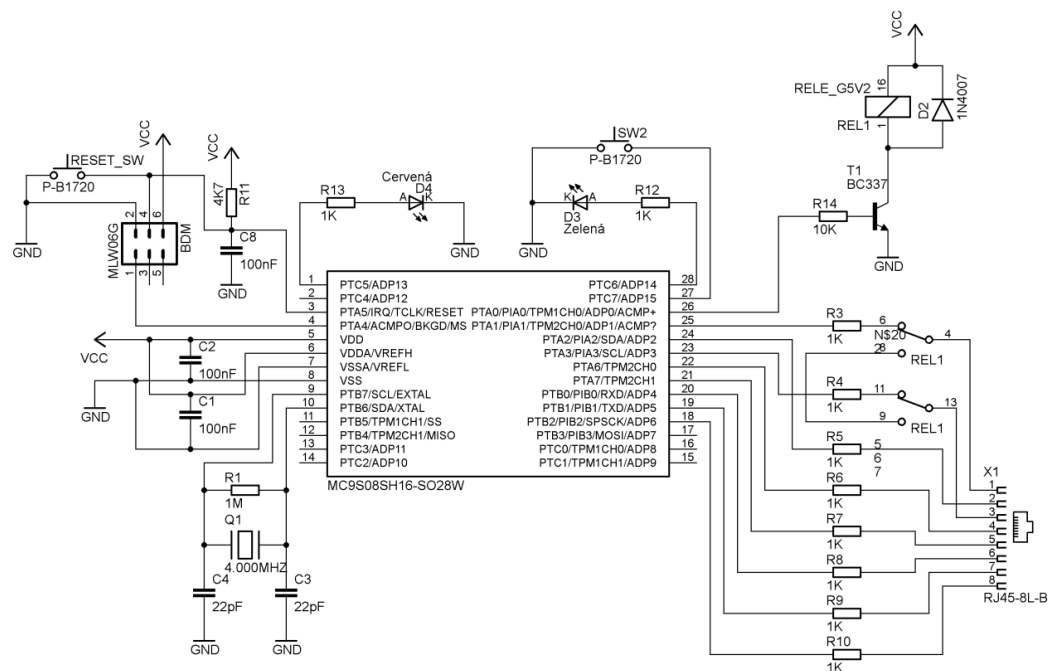 VCC
RELE_G5V2
16
REL1
1
D2
1N4007
T1
BC337
R14
10K
GND
VCC
RESET_SW
P-B1720
VCC
4K7
R11
2
4
6
MLW06G
BDM
1
3
5
GND
C8
100nF
GND
R13
1K
Červená
D4
A
K
GND
SW2
P-B1720
K
A
D3
Zelená
R12
1K
GND
1 PTC5/ADP13
2 PTC4/ADP12
3 PTA5/IRQ/TCLK/RESET
4 PTA4/ACMPO/BKGD/MS
5 VDD
6 VDDA/VREFH
7 VSSA/VREFL
8 VSS
9 PTB7/SCL/EXTAL
10 PTB6/SDA/XTAL
11 PTB5/TPM1CH1/SS
12 PTB4/TPM2CH1/MISO
13 PTC3/ADP11
14 PTC2/ADP10
PTC6/ADP14 28
PTC7/ADP15 27
PTA0/PIA0/TPM1CH0/ADP0/ACMP+ 26
PTA1/PIA1/TPM2CH0/ADP1/ACMP? 25
PTA2/PIA2/SDA/ADP2 24
PTA3/PIA3/SCL/ADP3 23
PTA6/TPM2CH0 22
PTA7/TPM2CH1 21
PTB0/PIB0/RXD/ADP4 20
PTB1/PIB1/TXD/ADP5 19
PTB2/PIB2/SPSCK/ADP6 18
PTB3/PIB3/MOSI/ADP7 17
PTC0/TPM1CH0/ADP8 16
PTC1/TPM1CH1/ADP9 15
MC9S08SH16-SO28W
VCC
GND
C2
100nF
C1
100nF
R1
1M
Q1
4.000MHZ
C4
22pF
C3
22pF
GND
GND
R3
1K
6
N$20
4
8
REL1
R4
1K
11
13
9
REL1
R5
1K
5
6
7
R6
1K
R7
1K
R8
1K
R9
1K
R10
1K
X1
1
2
3
4
5
6
7
8
RJ45-8L-B